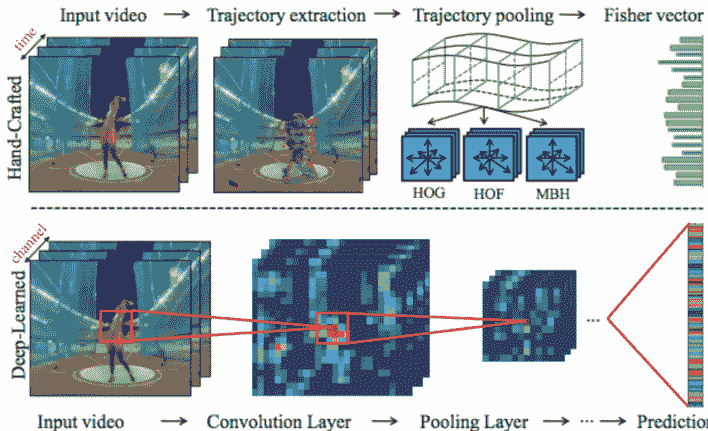 Input video → Trajectory extraction → Trajectory pooling → Fisher vector
time
Hand-Crafted
HOG HOF MBH
channel
Deep-Learned
...
Input video → Convolution Layer → Pooling Layer → ... → Prediction